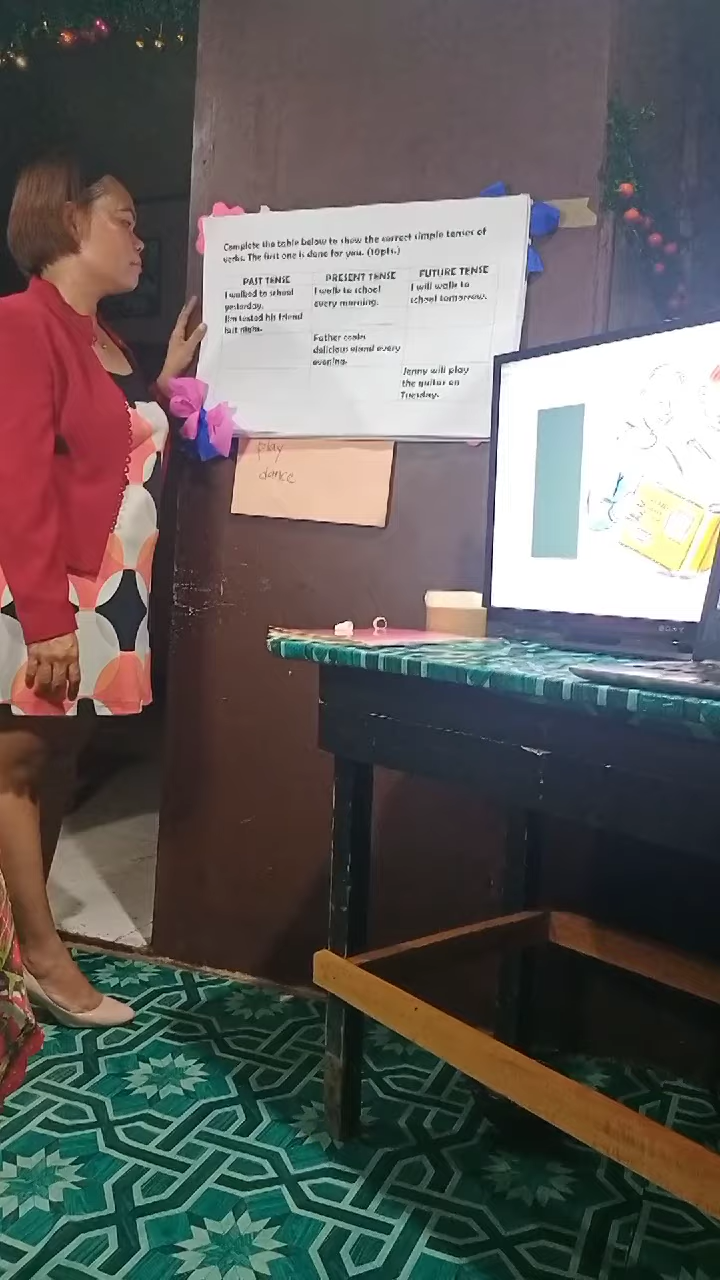 Complete the table below to show the correct simple tenses of
verbs. The first one is done for you. (10pts.)
PAST TENSE
PRESENT TENSE
FUTURE TENSE
I walked to school
yesterday.
I walk to school
every morning.
I will walk to
school tomorrow.
Jim texted his friend
last night.
Father cooks
delicious every
evening.
Jenny will play
the guitar on
Tuesday.
play
dance
SONY